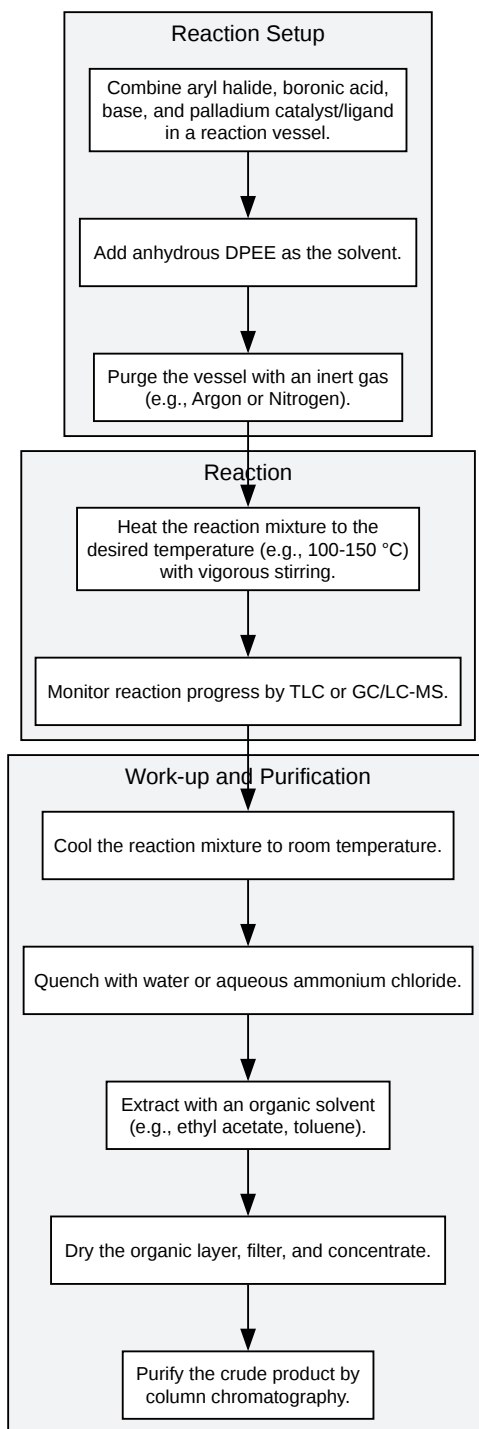 Reaction Setup
Combine aryl halide, boronic acid,
base, and palladium catalyst/ligand
in a reaction vessel.
Add anhydrous DPEE as the solvent.
Purge the vessel with an inert gas
(e.g., Argon or Nitrogen).
Reaction
Heat the reaction mixture to the
desired temperature (e.g., 100-150 °C)
with vigorous stirring.
Monitor reaction progress by TLC or GC/LC-MS.
Work-up and Purification
Cool the reaction mixture to room temperature.
Quench with water or aqueous ammonium chloride.
Extract with an organic solvent
(e.g., ethyl acetate, toluene).
Dry the organic layer, filter, and concentrate.
Purify the crude product by
column chromatography.